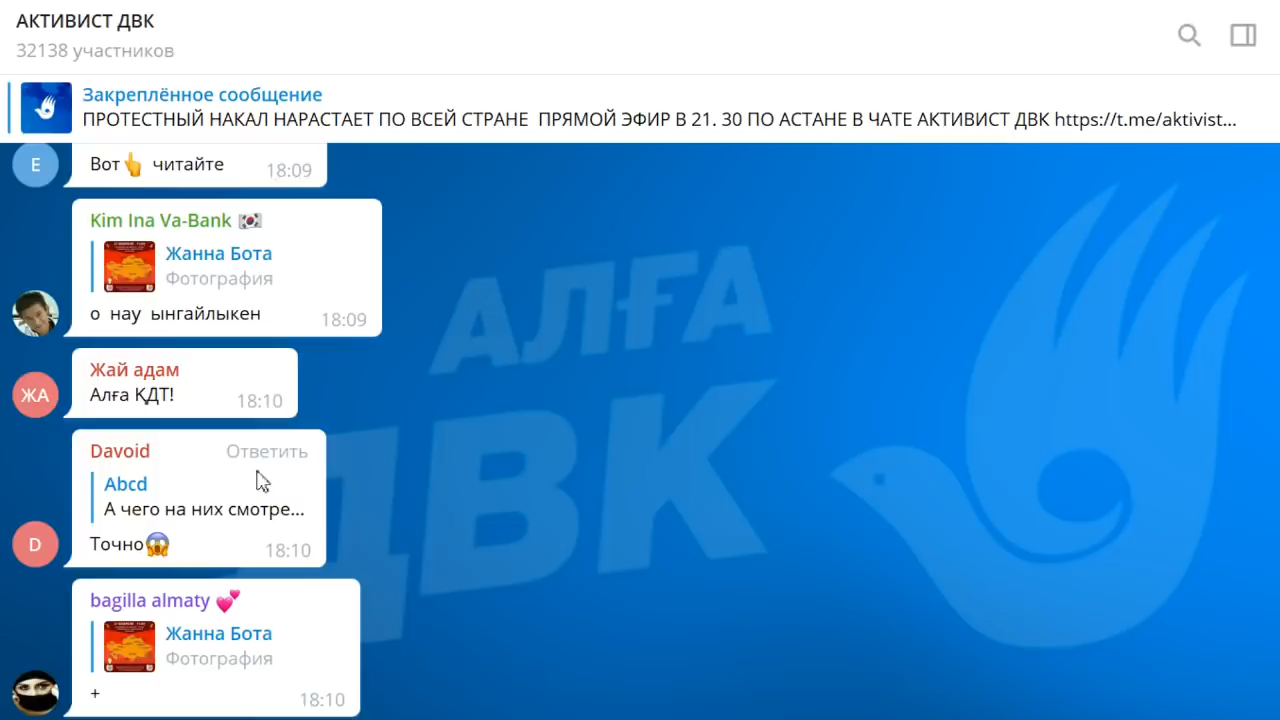 АКТИВИСТ ДВК
32138 участников
Закреплённое сообщение
ПРОТЕСТНЫЙ НАКАЛ НАРАСТАЕТ ПО ВСЕЙ СТРАНЕ ПРЯМОЙ ЭФИР В 21. 30 ПО АСТАНЕ В ЧАТЕ АКТИВИСТ ДВК https://t.me/aktivist...
E
Вот👆 читайте
18:09
Kim Ina Va-Bank 🇰🇷
Жанна Бота
Фотография
о нау ынгайлыкен
18:09
ЖА
Жай адам
Алға ҚДТ!
18:10
D
Davoid
Ответить
Abcd
А чего на них смотре...
Точно😱
18:10
bagilla almaty 💕
Жанна Бота
Фотография
+
18:10
АЛҒА
ДВК